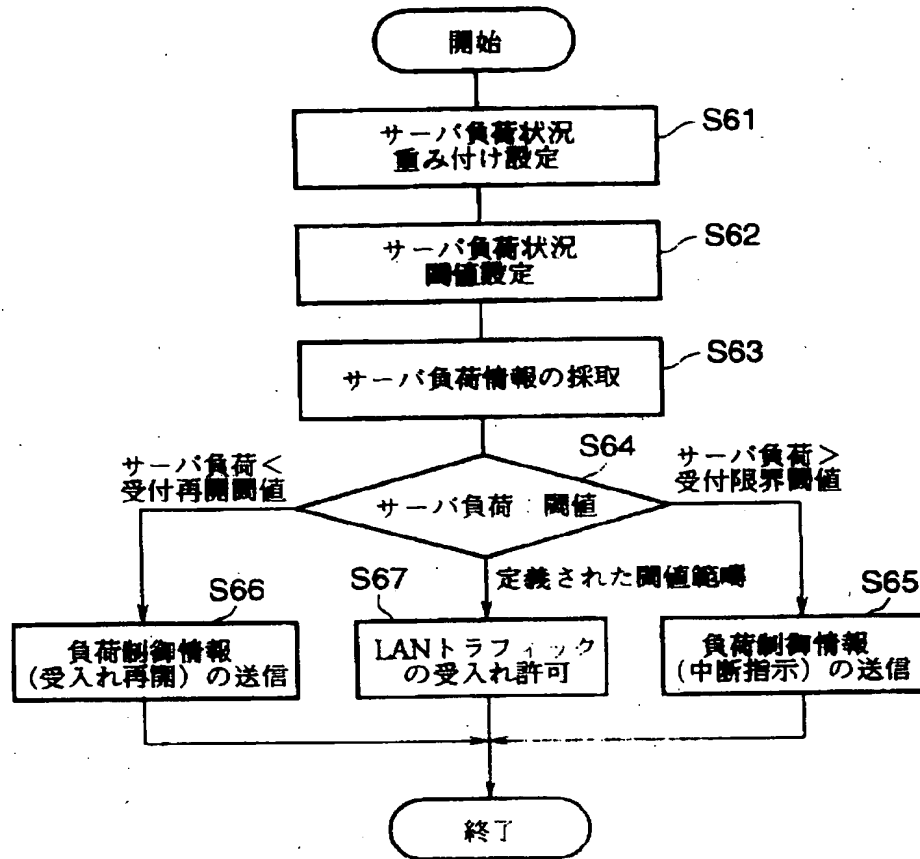 開始
サーバ負荷状況
重み付け設定
S61
サーバ負荷状況
閾値設定
S62
サーバ負荷情報の採取
S63
S64
サーバ負荷<
受付再開閾値
サーバ負荷:閾値
サーバ負荷>
受付限界閾値
定義された閾値範疇
S66
負荷制御情報
(受入れ再開)の送信
S67
LANトラフィック
の受入れ許可
S65
負荷制御情報
(中断指示)の送信
終了